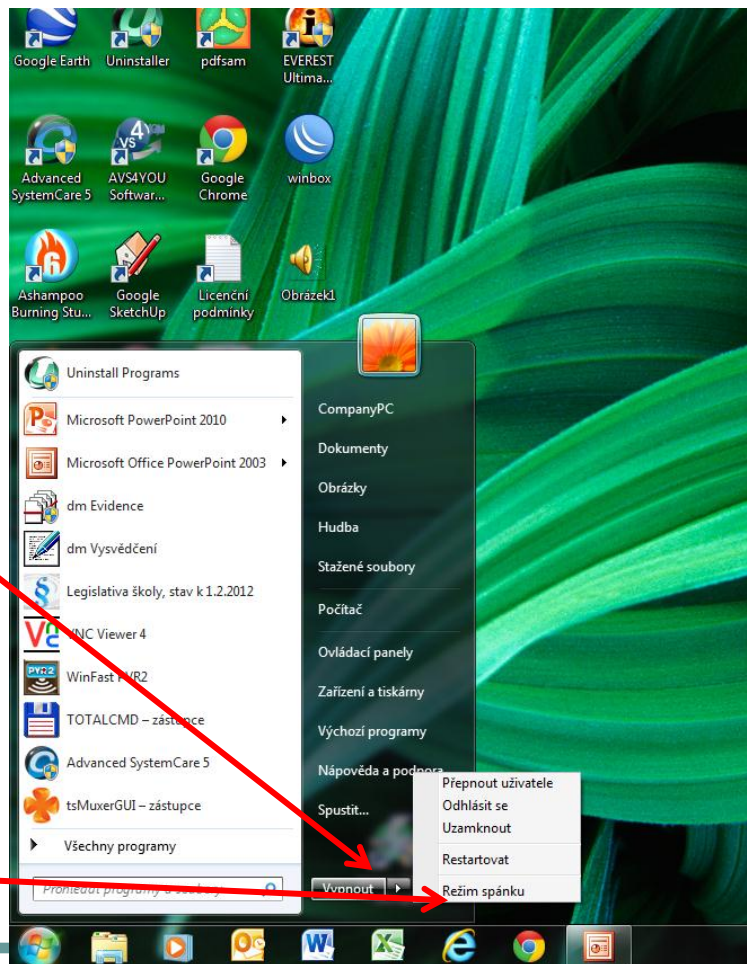 Google Earth
Uninstaller
pdfsam
EVEREST
Ultima...
Advanced
SystemCare 5
AVS4YOU
Softwar...
Google
Chrome
winbox
Ashampoo
Burning Stu...
Google
SketchUp
Licenční
podmínky
Obrázek1
Uninstall Programs
Microsoft PowerPoint 2010
Microsoft Office PowerPoint 2003
dm Evidence
dm Vysvědčení
Legislativa školy, stav k 1.2.2012
VNC Viewer 4
WinFast PVR2
TOTALCMD – zástupce
Advanced SystemCare 5
tsMuxerGUI – zástupce
Všechny programy
Prohledat programy a soubory
CompanyPC
Dokumenty
Obrázky
Hudba
Stažené soubory
Počítač
Ovládací panely
Zařízení a tiskárny
Výchozí programy
Nápověda a podpora
Spustit...
Vypnout
Přepnout uživatele
Odhlásit se
Uzamknout
Restartovat
Režim spánku